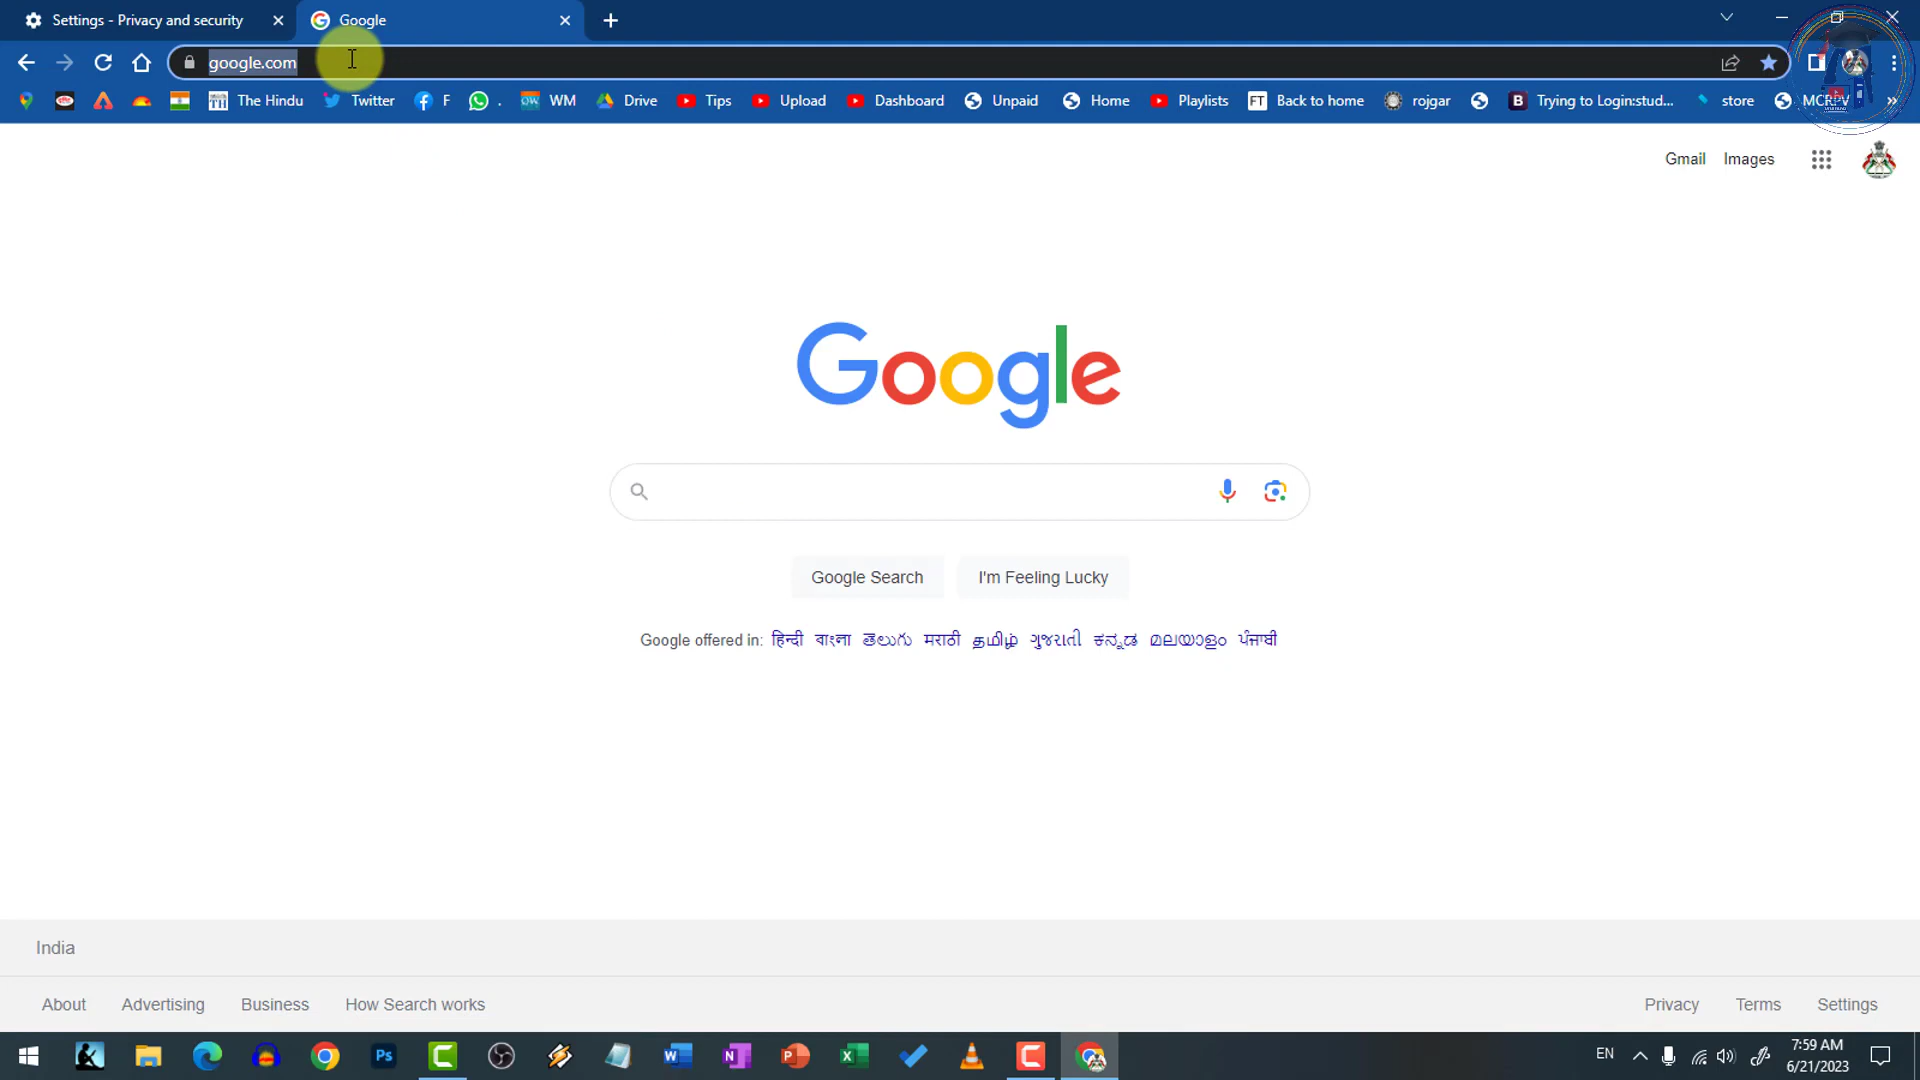 Settings - Privacy and security
Google
google.com
The Hindu
Twitter
F
.
WM
Drive
Tips
Upload
Dashboard
Unpaid
Home
Playlists
Back to home
rojgar
Trying to Login:stud...
store
MCRPV
»
Gmail
Images
Google
Google Search
I'm Feeling Lucky
Google offered in: हिन्दी বাংলা తెలుగు मराठी தமிழ் ગુજરાતી ಕನ್ನಡ മലയാളം ਪੰਜਾਬੀ
India
About
Advertising
Business
How Search works
Privacy
Terms
Settings
EN
7:59 AM
6/21/2023